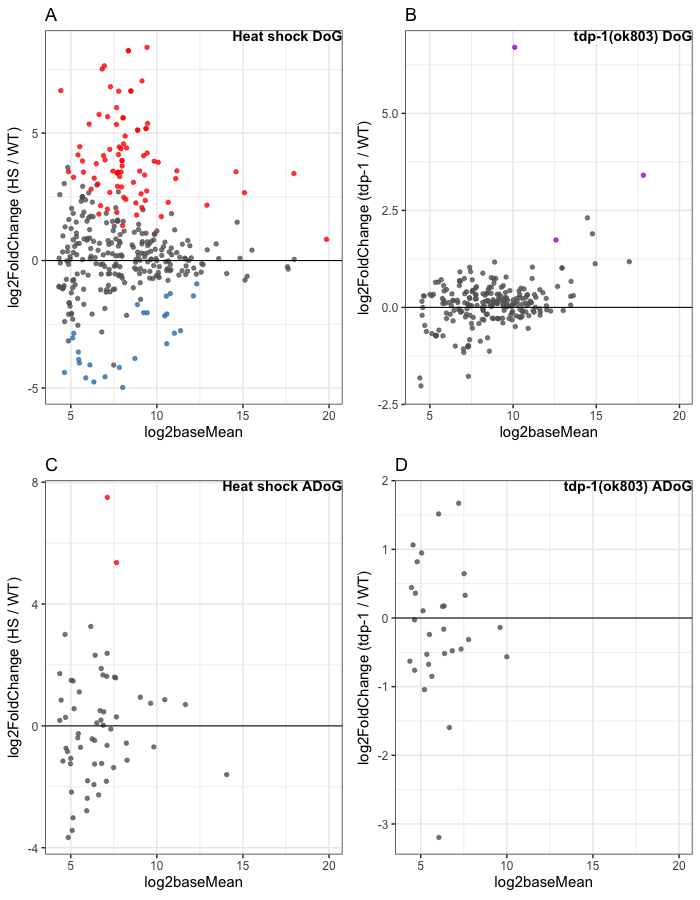 A
Heat shock DoG
log2FoldChange (HS / WT)
5
0
-5
5
10
15
20
log2baseMean
B
tdp-1(ok803) DoG
log2FoldChange (tdp-1 / WT)
5.0
2.5
0.0
-2.5
5
10
15
20
log2baseMean
C
Heat shock ADoG
log2FoldChange (HS / WT)
8
4
0
-4
5
10
15
20
log2baseMean
D
tdp-1(ok803) ADoG
log2FoldChange (tdp-1 / WT)
2
1
0
-1
-2
-3
5
10
15
20
log2baseMean